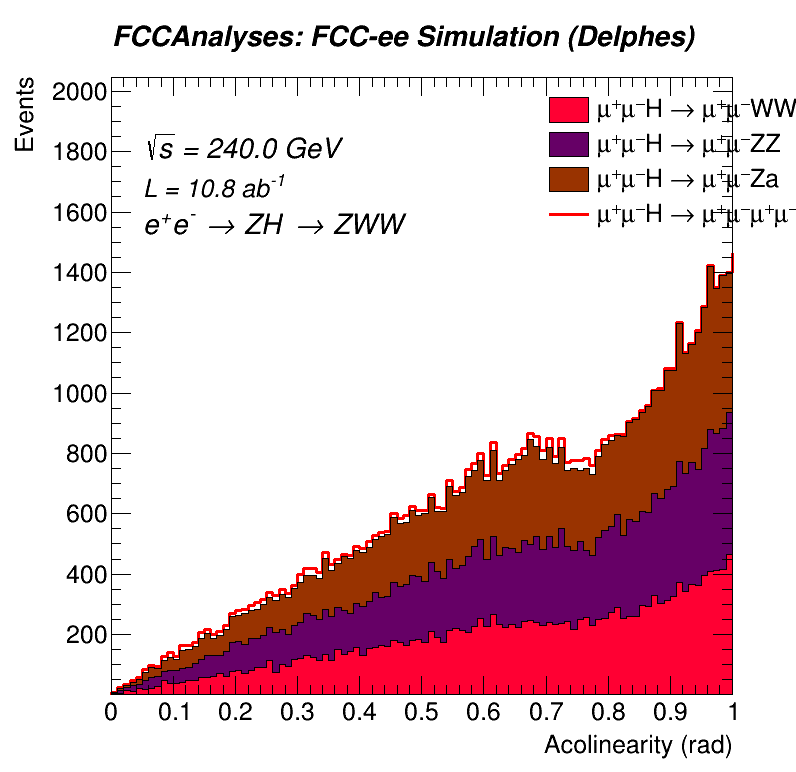 FCCAnalyses: FCC-ee Simulation (Delphes)
Events
2000
1800
1600
1400
1200
1000
800
600
400
200
√s = 240.0 GeV
L = 10.8 ab⁻¹
e⁺e⁻ → ZH → ZWW
μ⁺μ⁻H → μ⁺μ⁻WW
μ⁺μ⁻H → μ⁺μ⁻ZZ
μ⁺μ⁻H → μ⁺μ⁻Za
μ⁺μ⁻H → μ⁺μ⁻μ⁺μ⁻
0 0.1 0.2 0.3 0.4 0.5 0.6 0.7 0.8 0.9 1
Acolinearity (rad)